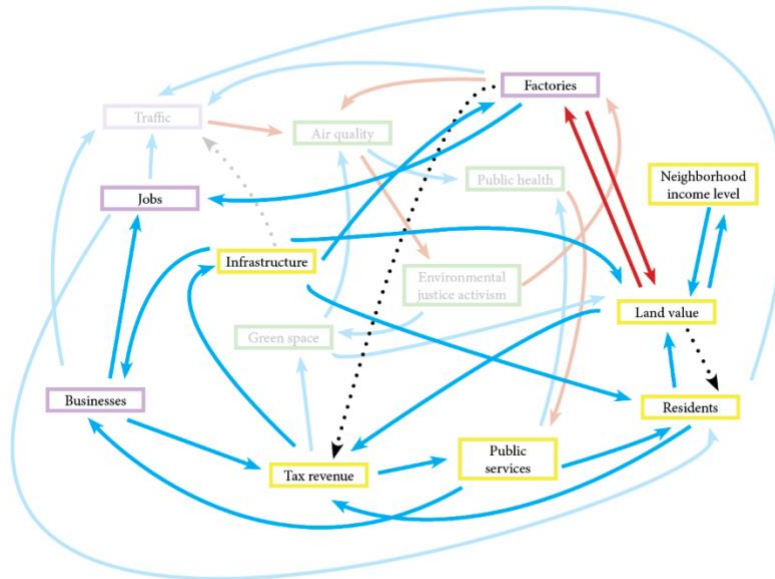 Factories
Traffic
Air quality
Public health
Neighborhood
income level
Jobs
Infrastructure
Environmental
justice activism
Land value
Green space
Businesses
Residents
Public
services
Tax revenue